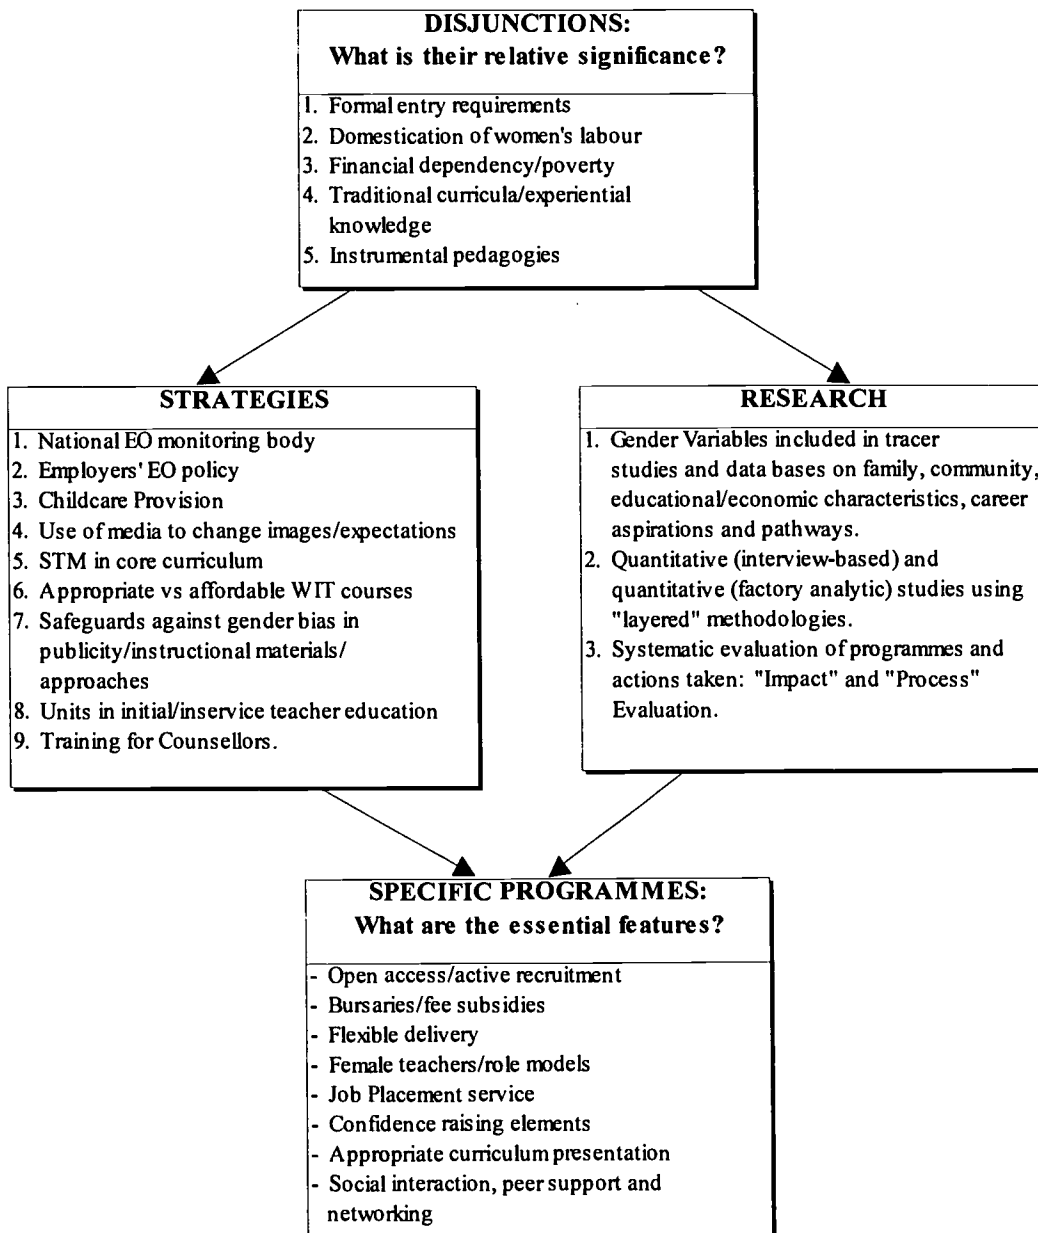 DISJUNCTIONS:
What is their relative significance?
1. Formal entry requirements
2. Domestication of women's labour
3. Financial dependency/poverty
4. Traditional curricula/experiential
knowledge
5. Instrumental pedagogies
STRATEGIES
1. National EO monitoring body
2. Employers' EO policy
3. Childcare Provision
4. Use of media to change images/expectations
5. STM in core curriculum
6. Appropriate vs affordable WIT courses
7. Safeguards against gender bias in
publicity/instructional materials/
approaches
8. Units in initial/inservice teacher education
9. Training for Counsellors.
RESEARCH
1. Gender Variables included in tracer
studies and data bases on family, community,
educational/economic characteristics, career
aspirations and pathways.
2. Quantitative (interview-based) and
quantitative (factory analytic) studies using
"layered" methodologies.
3. Systematic evaluation of programmes and
actions taken: "Impact" and "Process"
Evaluation.
SPECIFIC PROGRAMMES:
What are the essential features?
- Open access/active recruitment
- Bursaries/fee subsidies
- Flexible delivery
- Female teachers/role models
- Job Placement service
- Confidence raising elements
- Appropriate curriculum presentation
- Social interaction, peer support and
networking